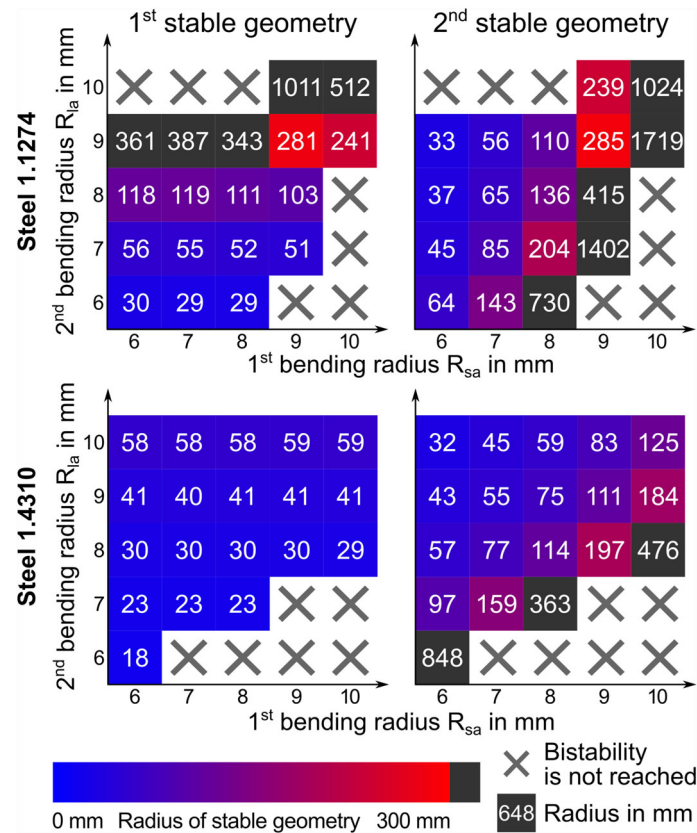 1st stable geometry 2nd stable geometry
Steel 1.1274
2nd bending radius Rla in mm
10 1011 512 239 1024
9 361 387 343 281 241 33 56 110 285 1719
8 118 119 111 103 37 65 136 415
7 56 55 52 51 45 85 204 1402
6 30 29 29 64 143 730
6 7 8 9 10 6 7 8 9 10
1st bending radius Rsa in mm
Steel 1.4310
2nd bending radius Rla in mm
10 58 58 58 59 59 32 45 59 83 125
9 41 40 41 41 41 43 55 75 111 184
8 30 30 30 30 29 57 77 114 197 476
7 23 23 23 97 159 363
6 18 848
6 7 8 9 10 6 7 8 9 10
1st bending radius Rsa in mm
Bistability
is not reached
0 mm Radius of stable geometry 300 mm
648 Radius in mm